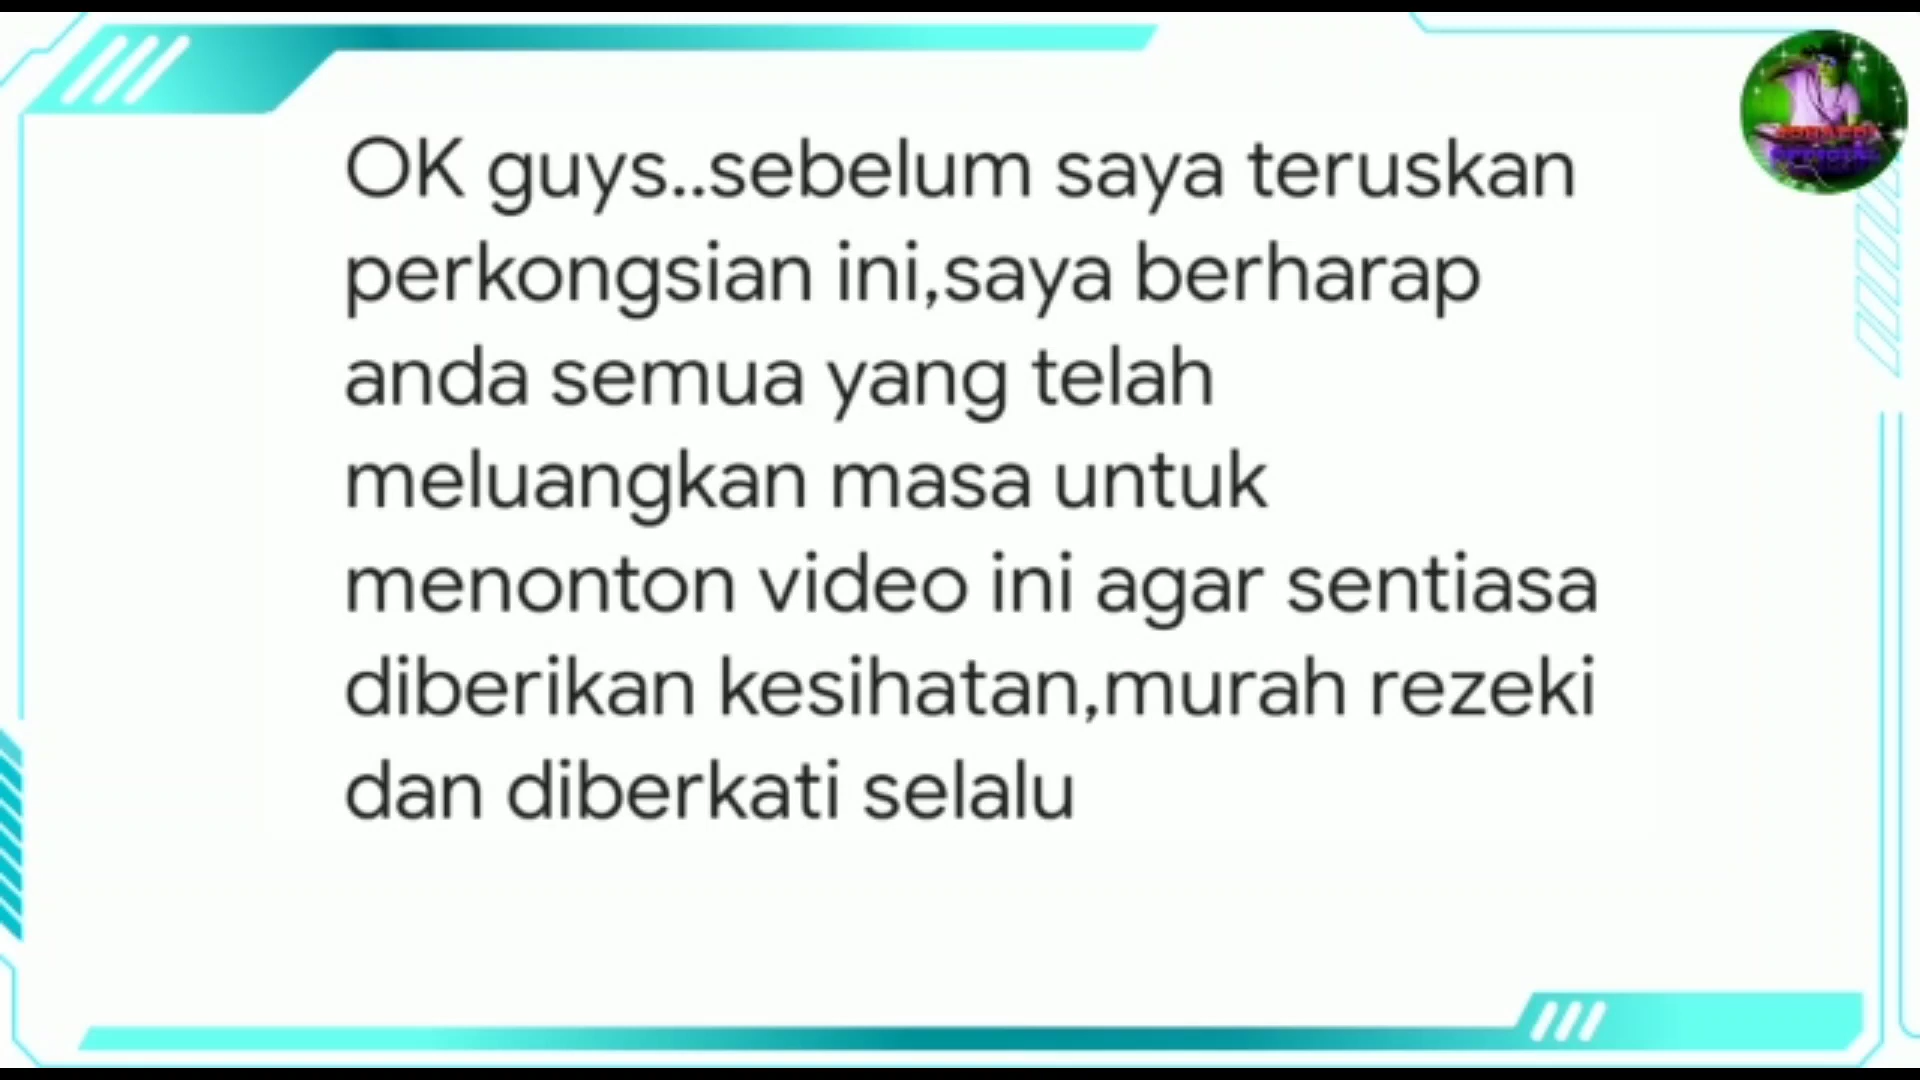 OK guys..sebelum saya teruskan
perkongsian ini,saya berharap
anda semua yang telah
meluangkan masa untuk
menonton video ini agar sentiasa
diberikan kesihatan,murah rezeki
dan diberkati selalu